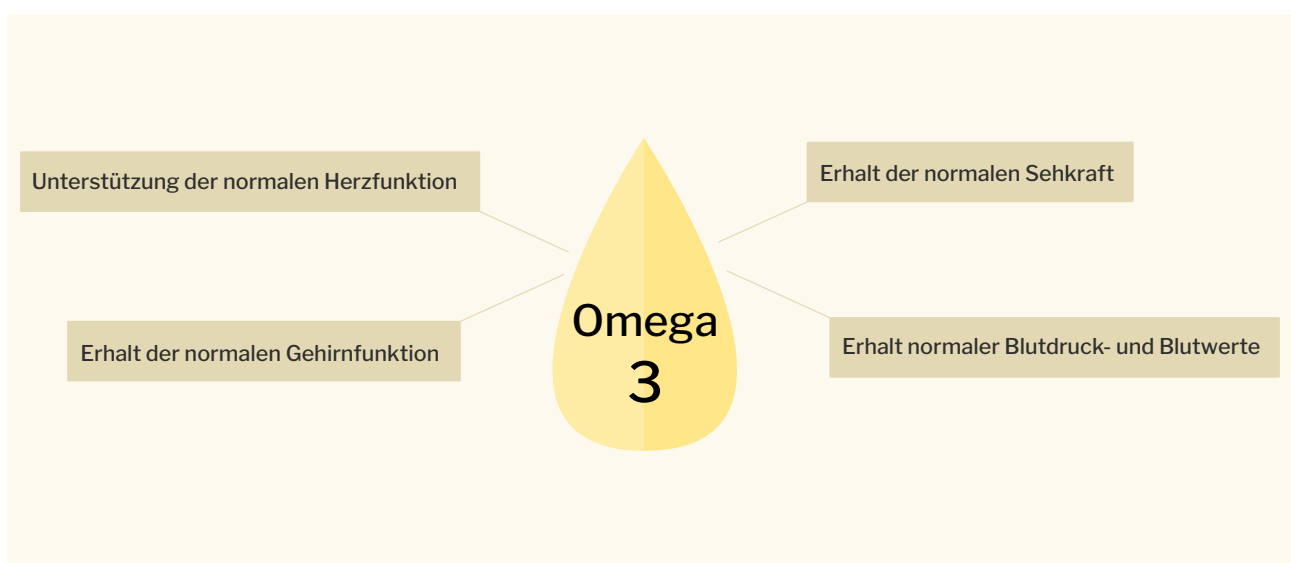 Unterstützung der normalen Herzfunktion
Erhalt der normalen Sehkraft
Omega
3
Erhalt der normalen Gehirnfunktion
Erhalt normaler Blutdruck- und Blutwerte